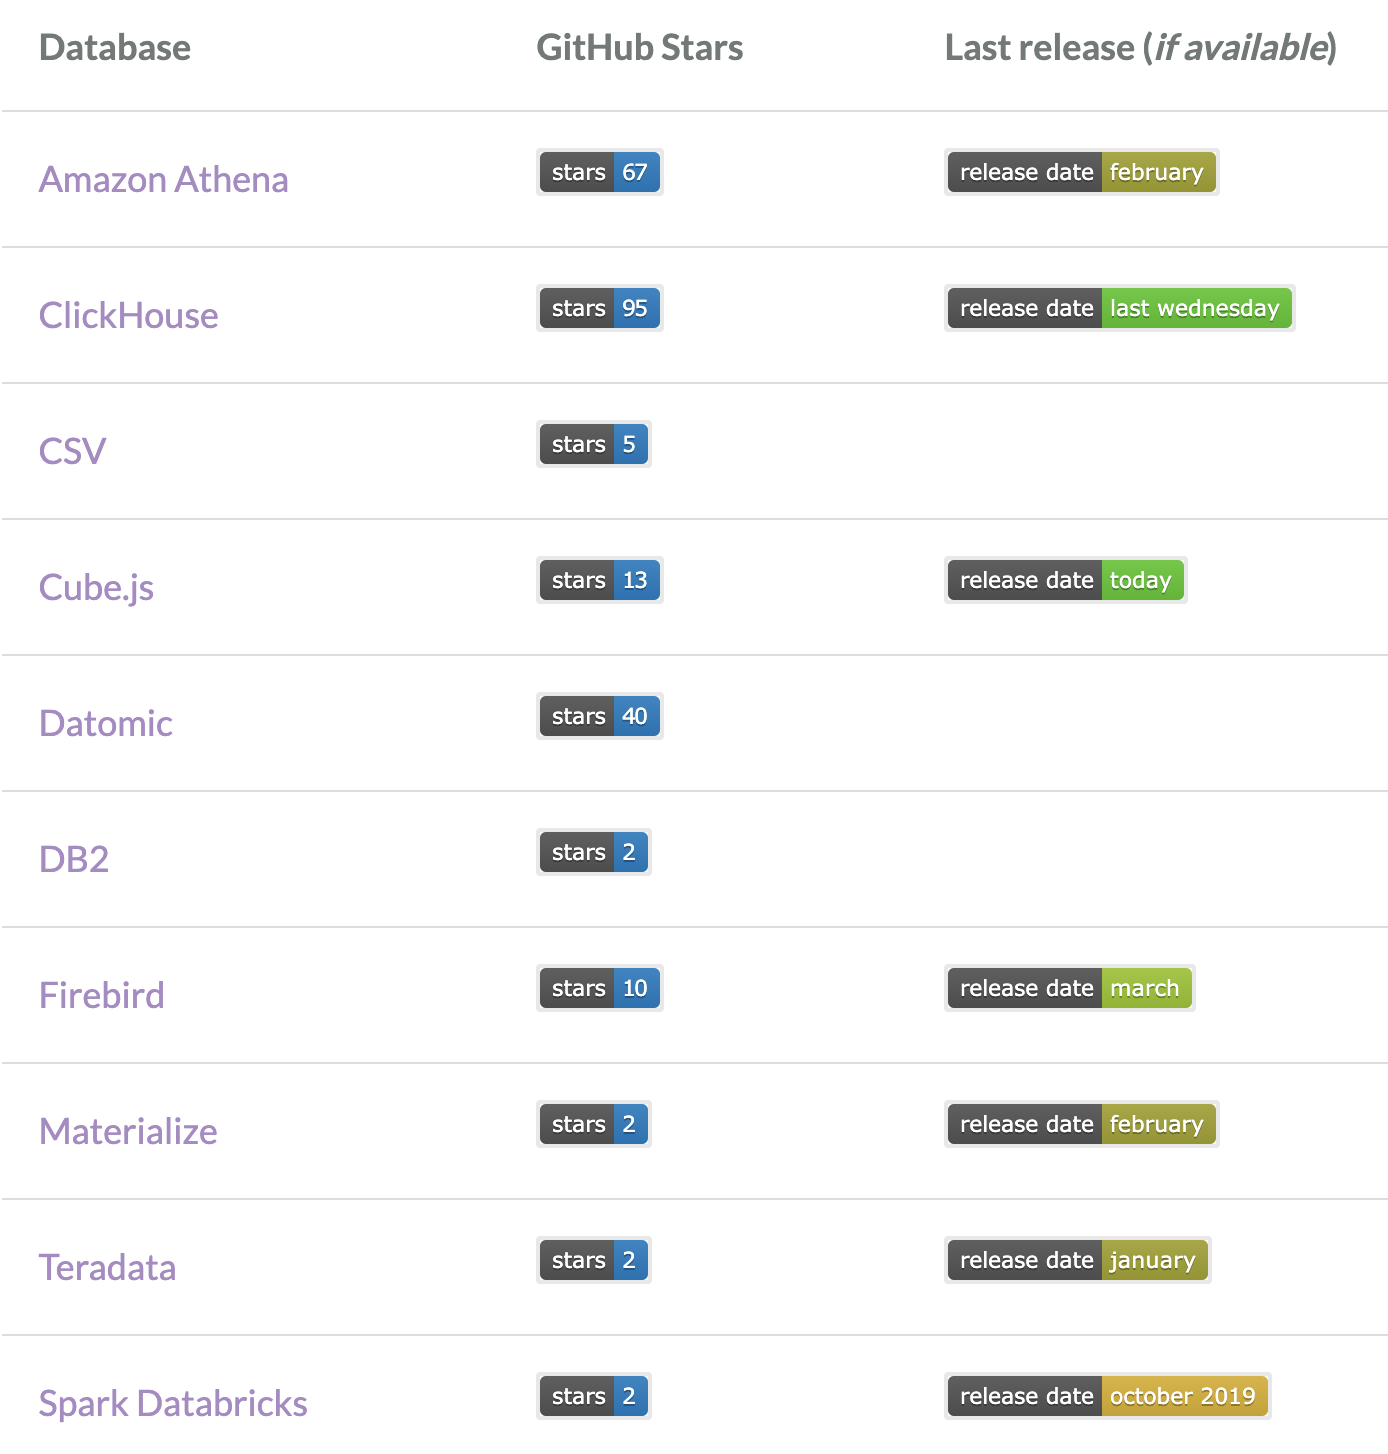 Database GitHub Stars Last release (if available)
Amazon Athena stars 67 release date february
ClickHouse stars 95 release date last wednesday
CSV stars 5
Cube.js stars 13 release date today
Datomic stars 40
DB2 stars 2
Firebird stars 10 release date march
Materialize stars 2 release date february
Teradata stars 2 release date january
Spark Databricks stars 2 release date october 2019